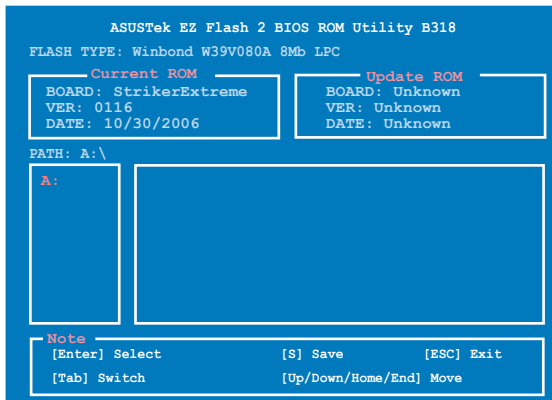 ASUSTek EZ Flash 2 BIOS ROM Utility B318
FLASH TYPE: Winbond W39V080A 8Mb LPC
Current ROM
BOARD: StrikerExtreme
VER: 0116
DATE: 10/30/2006
Update ROM
BOARD: Unknown
VER: Unknown
DATE: Unknown
PATH: A:\
A:
Note
[Enter] Select [S] Save [ESC] Exit
[Tab] Switch [Up/Down/Home/End] Move